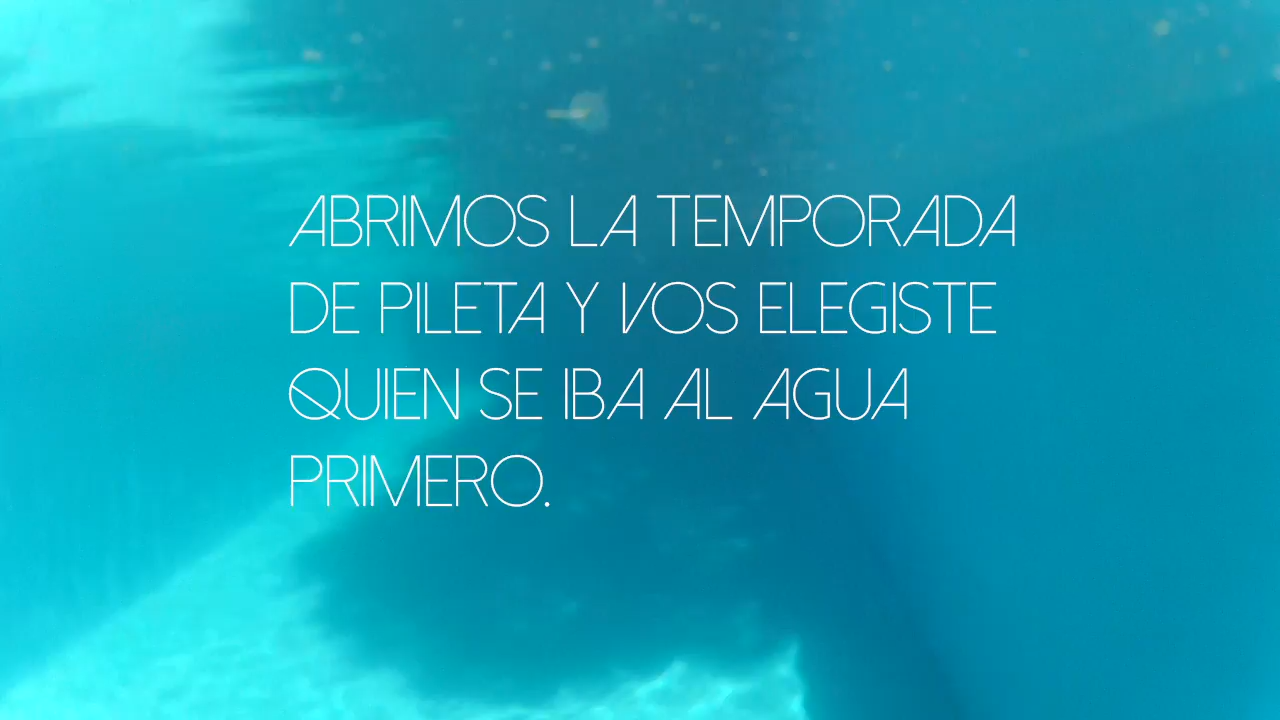 ABRIMOS LA TEMPORADA
DE PILETA Y VOS ELEGISTE
QUIEN SE IBA AL AGUA
PRIMERO.